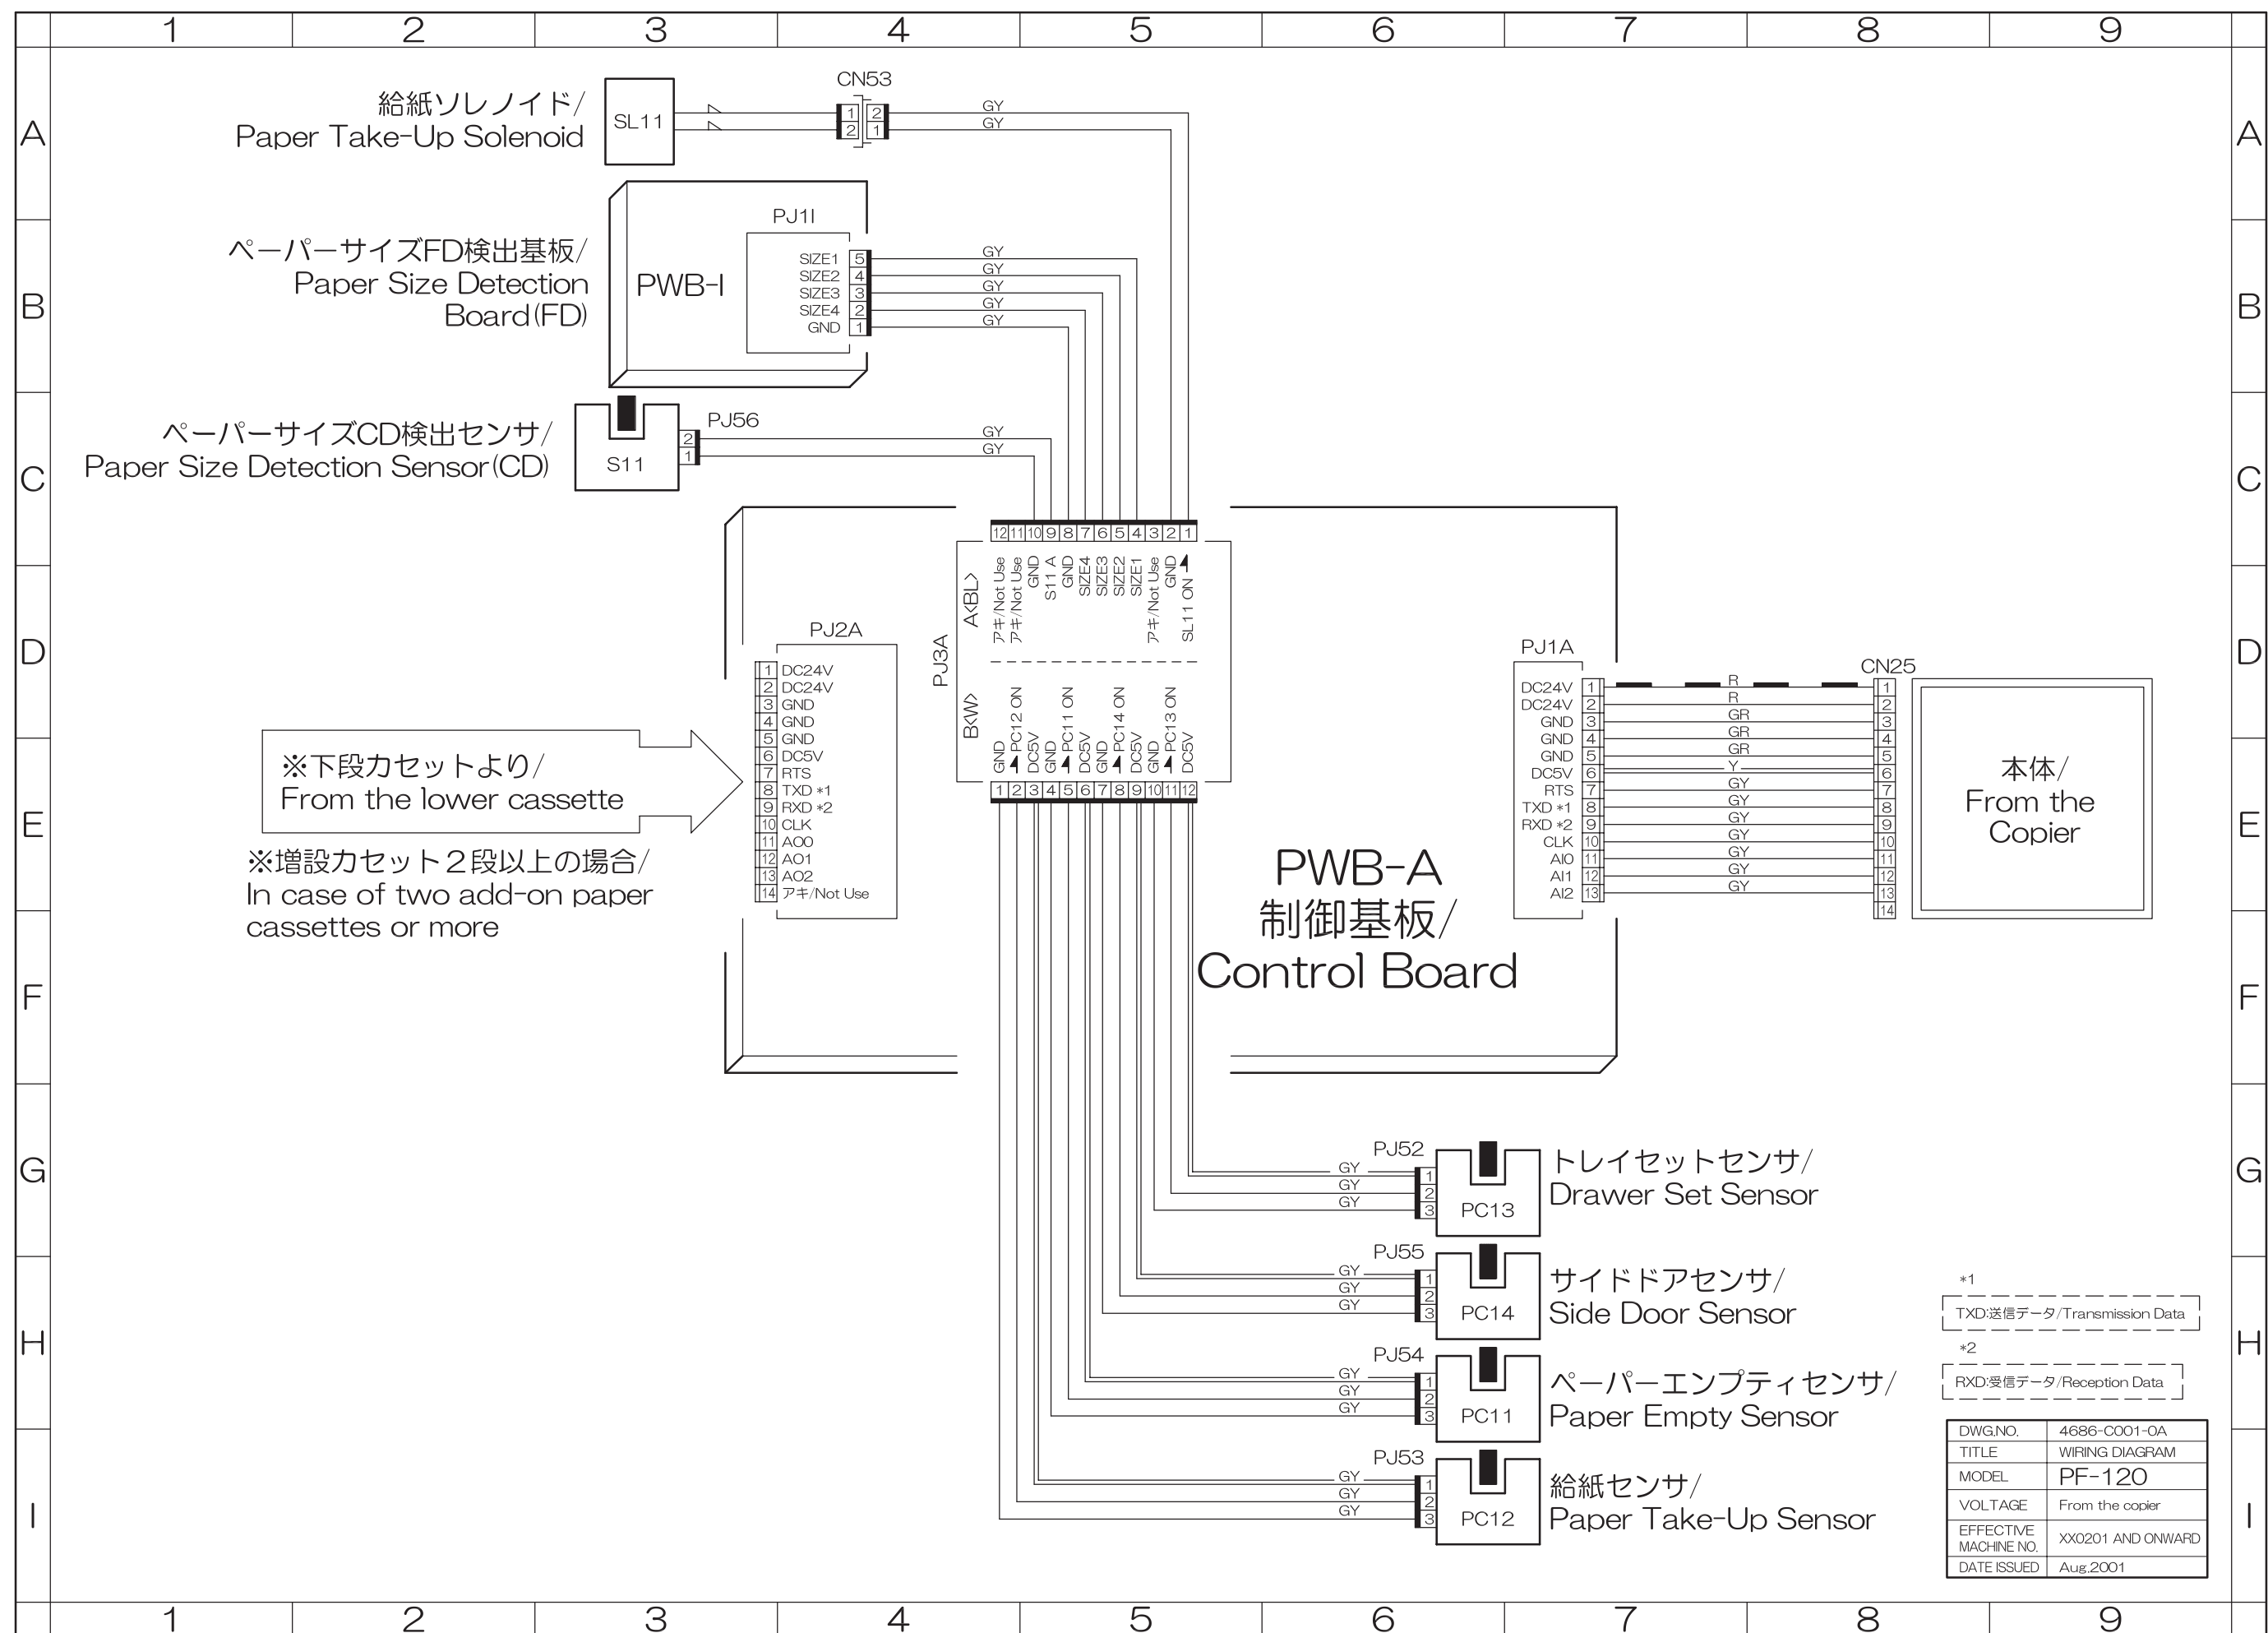 1 2 3 4 5 6 7 8 9
A
B
C
D
E
F
G
H
I
給紙ソレノイド/
Paper Take-Up Solenoid
SL11
CN53
1 2
2 1
GY
GY
ペーパーサイズFD検出基板/
Paper Size Detection
Board(FD)
PWB-I
PJ1I
SIZE1 5 GY
SIZE2 4 GY
SIZE3 3 GY
SIZE4 2 GY
GND 1 GY
ペーパーサイズCD検出センサ/
Paper Size Detection Sensor(CD)
S11
PJ56
2 GY
1 GY
12 11 10 9 8 7 6 5 4 3 2 1
アキ/Not Use
アキ/Not Use
GND
S11 A
GND
SIZE4
SIZE3
SIZE2
SIZE1
アキ/Not Use
GND
SL11 ON
PJ3A
A<BL>
B<W>
GND
PC12 ON
DC5V
GND
PC11 ON
DC5V
GND
PC14 ON
DC5V
GND
PC13 ON
DC5V
1 2 3 4 5 6 7 8 9 10 11 12
PJ2A
1 DC24V
2 DC24V
3 GND
4 GND
5 GND
6 DC5V
7 RTS
8 TXD *1
9 RXD *2
10 CLK
11 AO0
12 AO1
13 AO2
14 アキ/Not Use
※下段カセットより/
From the lower cassette
※増設カセット２段以上の場合/
In case of two add-on paper
cassettes or more
PWB-A
制御基板/
Control Board
PJ1A
CN25
DC24V 1 R 1
DC24V 2 R 2
GND 3 GR 3
GND 4 GR 4
GND 5 GR 5
DC5V 6 Y 6
RTS 7 GY 7
TXD *1 8 GY 8
RXD *2 9 GY 9
CLK 10 GY 10
AI0 11 GY 11
AI1 12 GY 12
AI2 13 GY 13
14
本体/
From the
Copier
PJ52
GY 1
GY 2
GY 3
PC13
トレイセットセンサ/
Drawer Set Sensor
PJ55
GY 1
GY 2
GY 3
PC14
サイドドアセンサ/
Side Door Sensor
PJ54
GY 1
GY 2
GY 3
PC11
ペーパーエンプティセンサ/
Paper Empty Sensor
PJ53
GY 1
GY 2
GY 3
PC12
給紙センサ/
Paper Take-Up Sensor
*1
TXD:送信データ/Transmission Data
*2
RXD:受信データ/Reception Data
DWG.NO. 4686-C001-0A
TITLE WIRING DIAGRAM
MODEL PF-120
VOLTAGE From the copier
EFFECTIVE
MACHINE NO. XX0201 AND ONWARD
DATE ISSUED Aug.2001
A
B
C
D
E
F
G
H
I
1 2 3 4 5 6 7 8 9